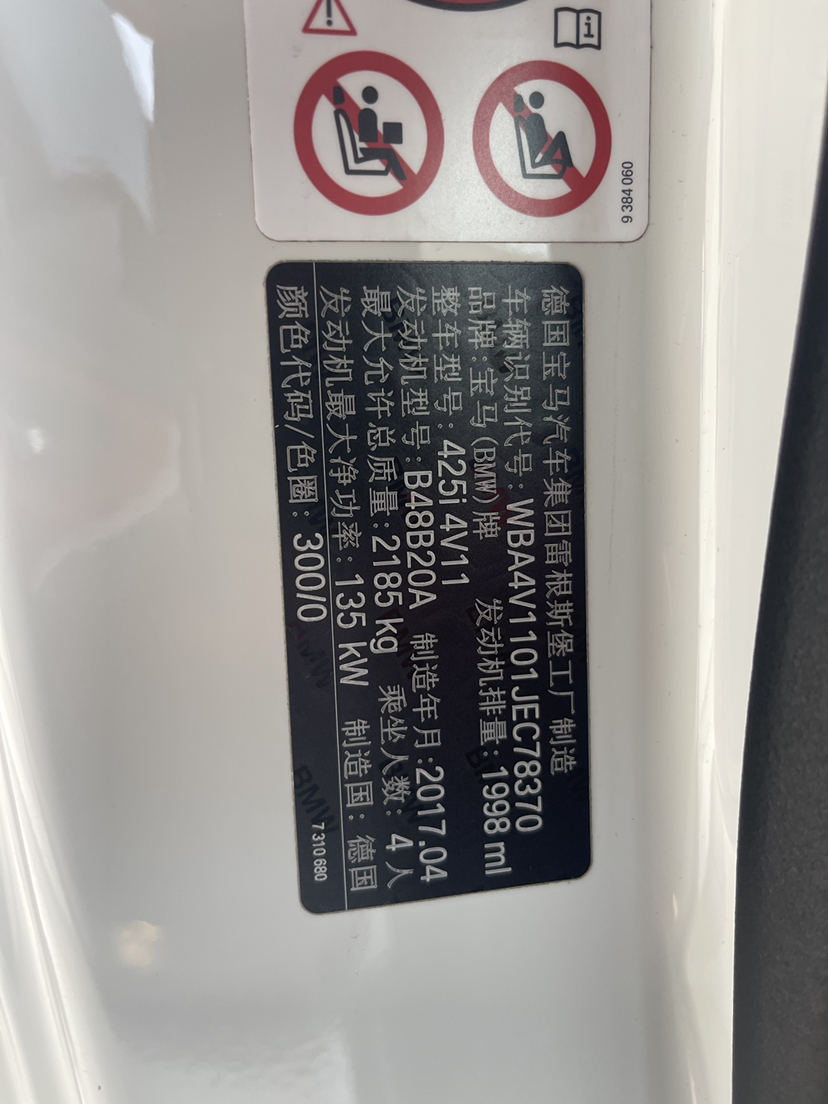 9 384 060
德国宝马汽车集团雷根斯堡工厂制造
车辆识别代号: WBA4V1101JEC78370
品牌:宝马(BMW)牌 发动机排量:1998 ml
整车型号: 425i 4V11
发动机型号:B48B20A 制造年月:2017.04
最大允许总质量:2185 kg 乘坐人数: 4 人
发动机最大净功率: 135 kW 制造国: 德国
颜色代码/色圈: 300/0
7 310 680